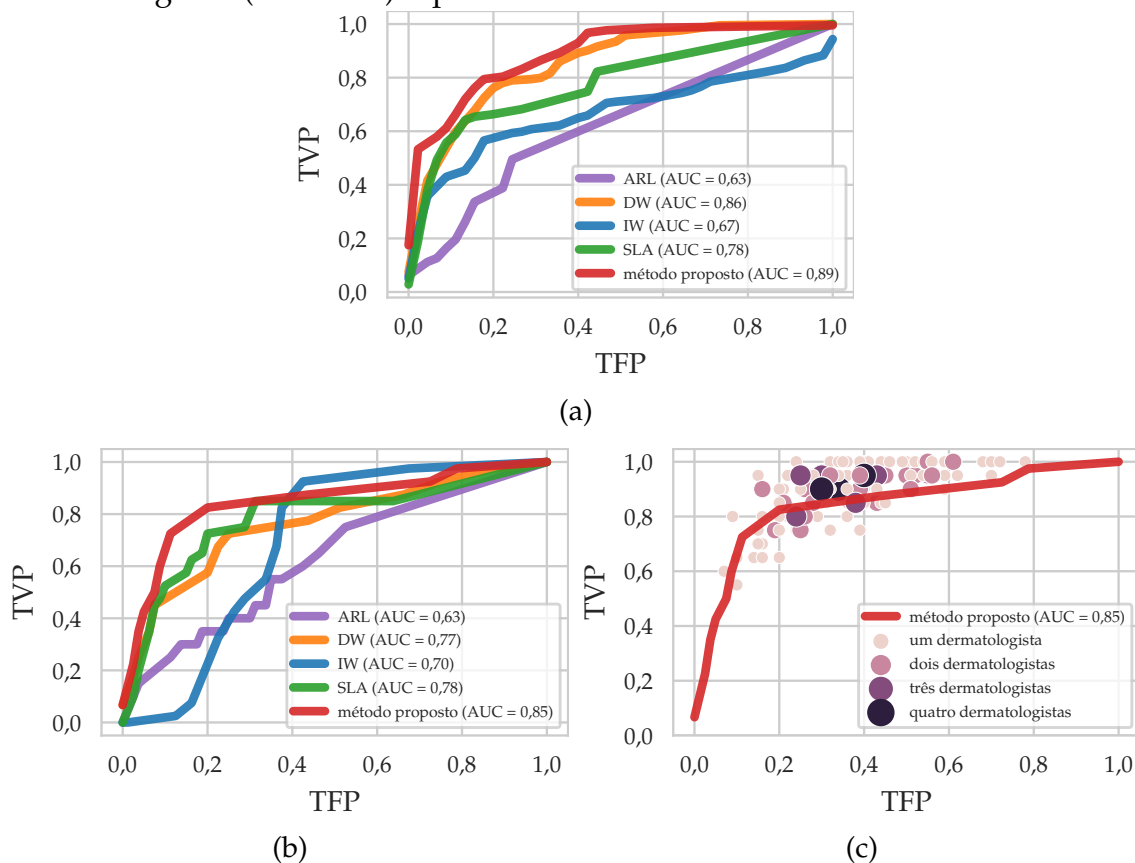 1,0
0,8
0,6
0,4
0,2
0,0
TVP
ARL (AUC = 0,63)
DW (AUC = 0,86)
IW (AUC = 0,67)
SLA (AUC = 0,78)
método proposto (AUC = 0,89)
0,0 0,2 0,4 0,6 0,8 1,0
TFP
(a)
1,0
0,8
0,6
0,4
0,2
0,0
TVP
ARL (AUC = 0,63)
DW (AUC = 0,77)
IW (AUC = 0,70)
SLA (AUC = 0,78)
método proposto (AUC = 0,85)
0,0 0,2 0,4 0,6 0,8 1,0
TFP
(b)
1,0
0,8
0,6
0,4
0,2
0,0
TVP
método proposto (AUC = 0,85)
um dermatologista
dois dermatologistas
três dermatologistas
quatro dermatologistas
0,0 0,2 0,4 0,6 0,8 1,0
TFP
(c)